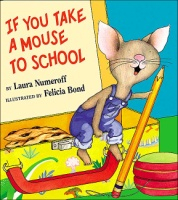 IF YOU TAKE
A MOUSE
TO SCHOOL
BY Laura Numeroff
ILLUSTRATED BY Felicia Bond